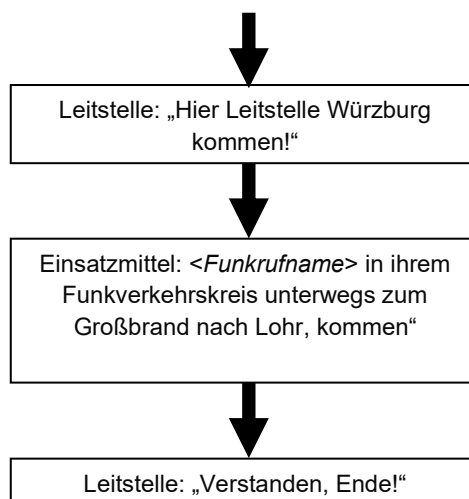 Leitstelle: „Hier Leitstelle Würzburg
kommen!“
Einsatzmittel: <Funkrufname> in ihrem
Funkverkehrskreis unterwegs zum
Großbrand nach Lohr, kommen“
Leitstelle: „Verstanden, Ende!“